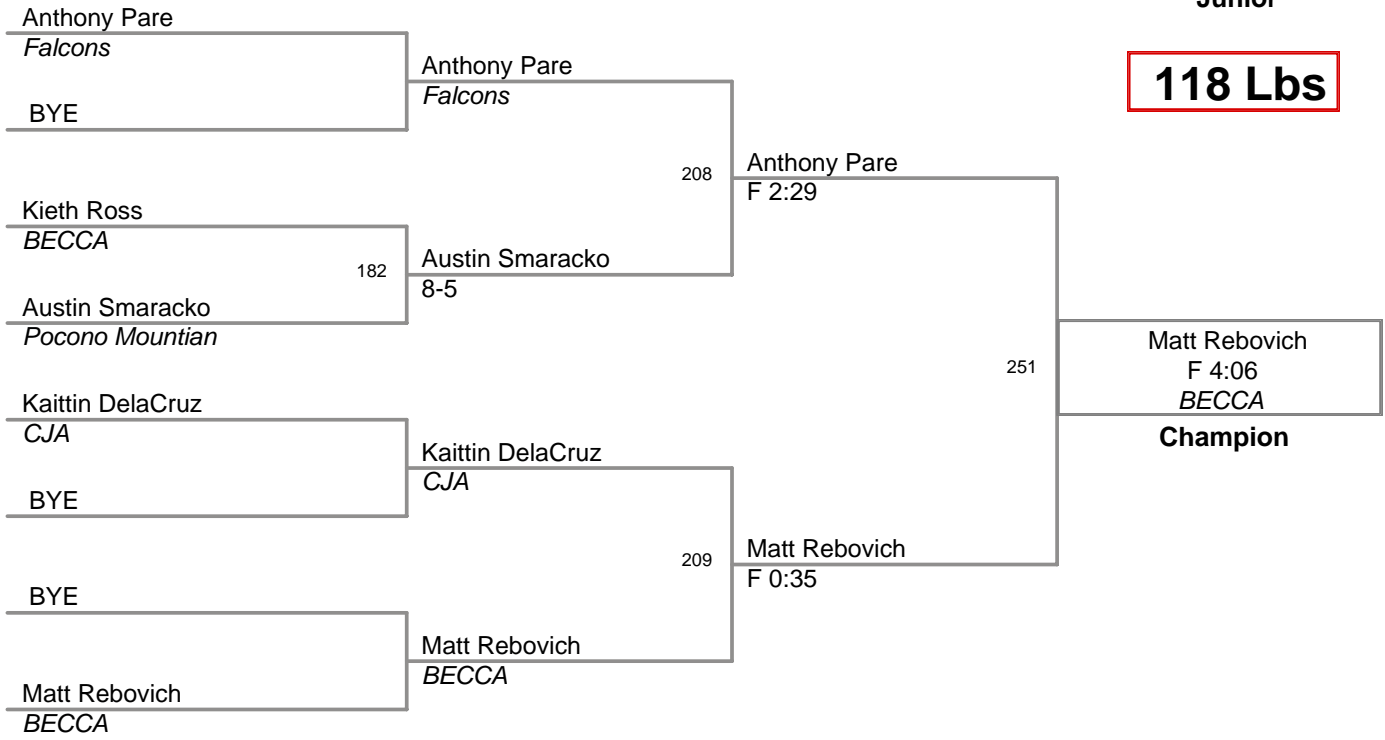 Junior
118 Lbs
Anthony Pare
Falcons
BYE
Kieth Ross
BECCA
Austin Smaracko
Pocono Mountian
Kaittin DelaCruz
CJA
BYE
BYE
Matt Rebovich
BECCA
Anthony Pare
Falcons
182
Austin Smaracko
8-5
Kaittin DelaCruz
CJA
Matt Rebovich
BECCA
208
Anthony Pare
F 2:29
209
Matt Rebovich
F 0:35
251
Matt Rebovich
F 4:06
BECCA
Champion